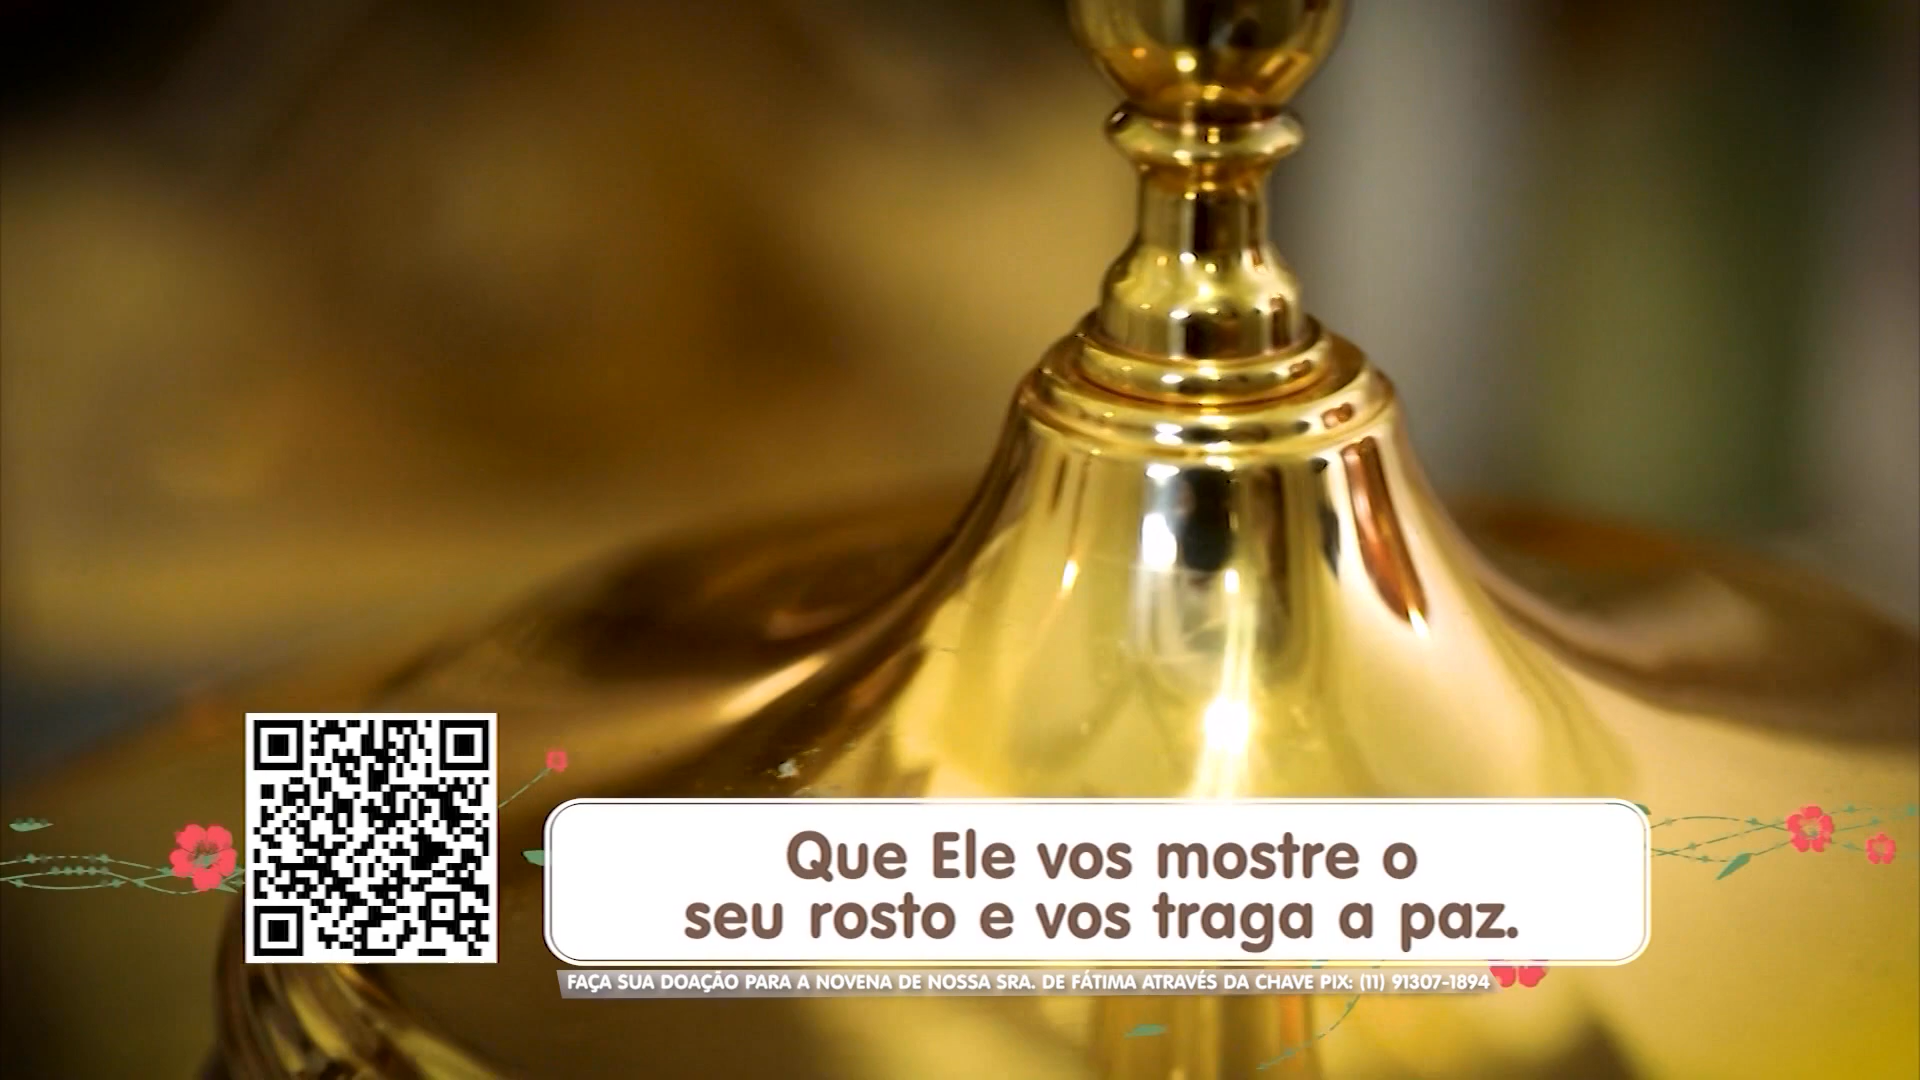 Que Ele vos mostre o
seu rosto e vos traga a paz.
FAÇA SUA DOAÇÃO PARA A NOVENA DE NOSSA SRA. DE FÁTIMA ATRAVÉS DA CHAVE PIX: (11) 91307-1894